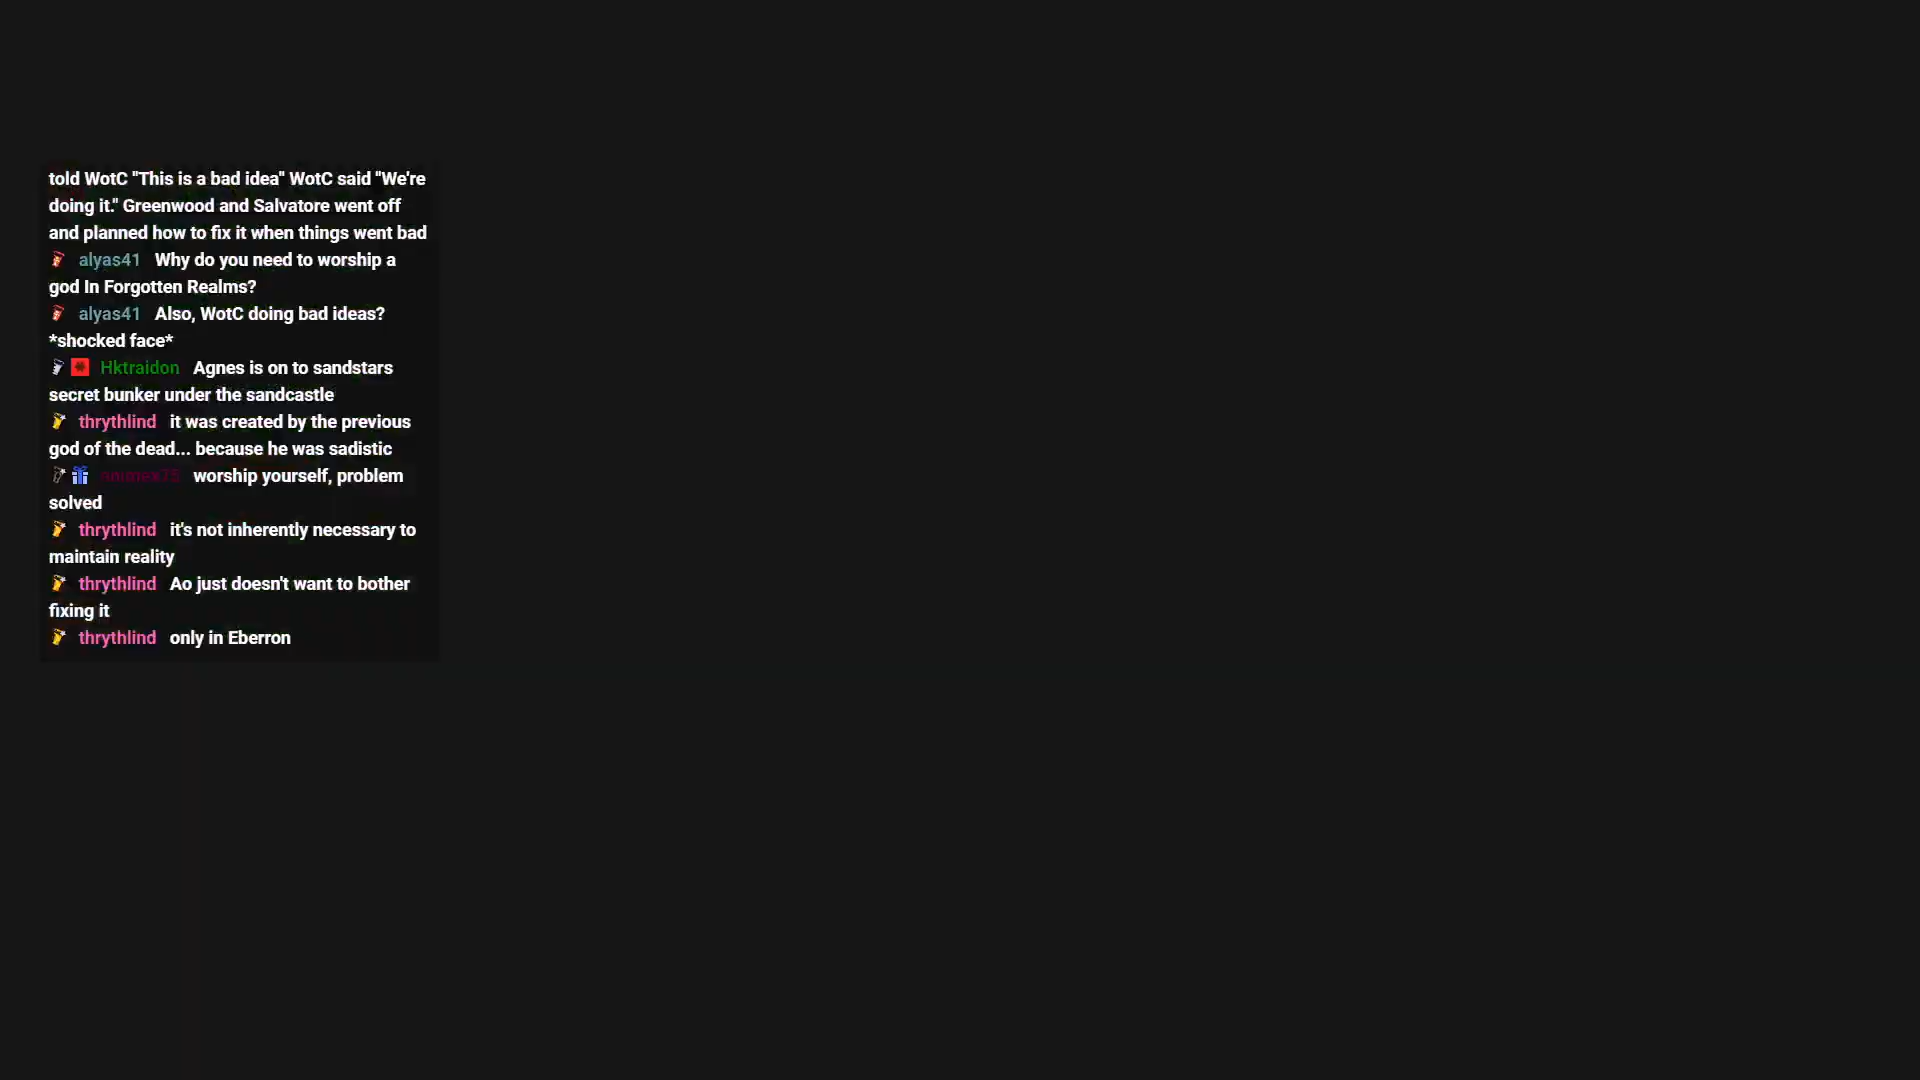 told WotC "This is a bad idea" WotC said "We're
doing it." Greenwood and Salvatore went off
and planned how to fix it when things went bad
alyas41 Why do you need to worship a
god In Forgotten Realms?
alyas41 Also, WotC doing bad ideas?
*shocked face*
Hktraidon Agnes is on to sandstars
secret bunker under the sandcastle
thrythlind it was created by the previous
god of the dead... because he was sadistic
worship yourself, problem
solved
thrythlind it's not inherently necessary to
maintain reality
thrythlind Ao just doesn't want to bother
fixing it
thrythlind only in Eberron